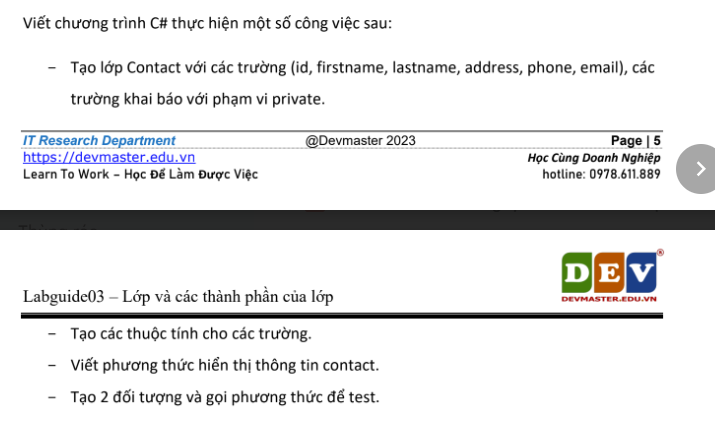 Viết chương trình C# thực hiện một số công việc sau:
− Tạo lớp Contact với các trường (id, firstname, lastname, address, phone, email), các
trường khai báo với phạm vi private.
IT Research Department @Devmaster 2023 Page | 5
https://devmaster.edu.vn Học Cùng Doanh Nghiệp
Learn To Work – Học Để Làm Được Việc hotline: 0978.611.889
DEV®
DEVMASTER.EDU.VN
Labguide03 – Lớp và các thành phần của lớp
− Tạo các thuộc tính cho các trường.
− Viết phương thức hiển thị thông tin contact.
− Tạo 2 đối tượng và gọi phương thức để test.